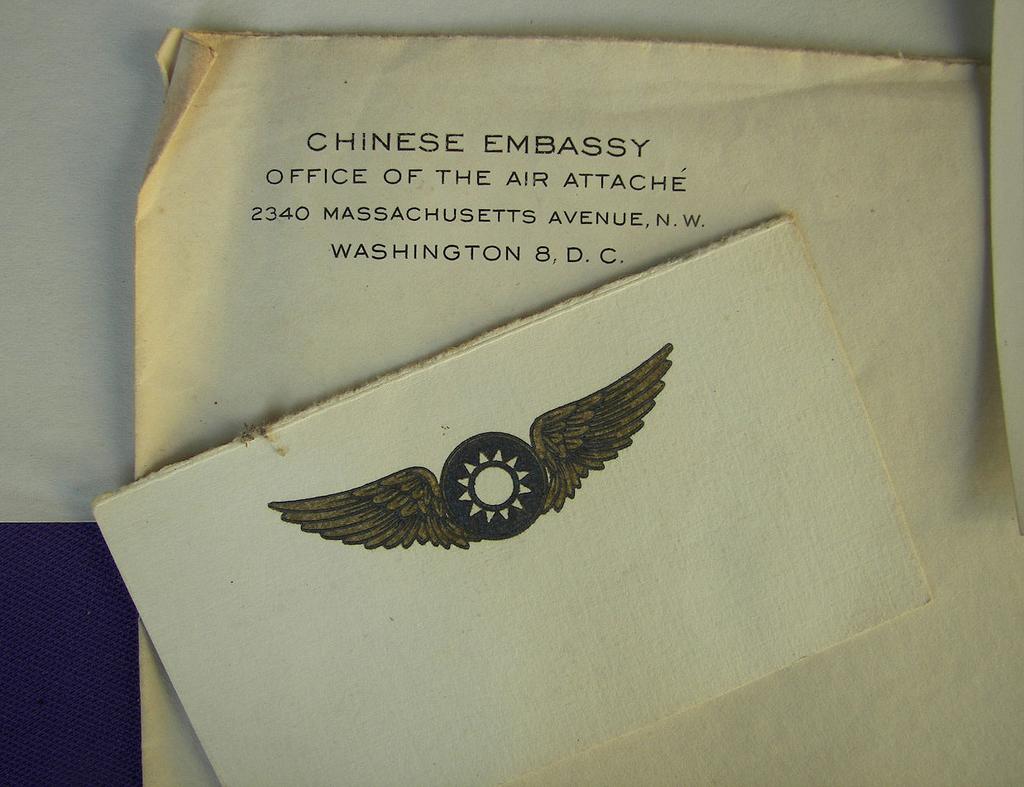 CHINESE EMBASSY
OFFICE OF THE AIR ATTACHÉ
2340 MASSACHUSETTS AVENUE, N. W.
WASHINGTON 8, D. C.